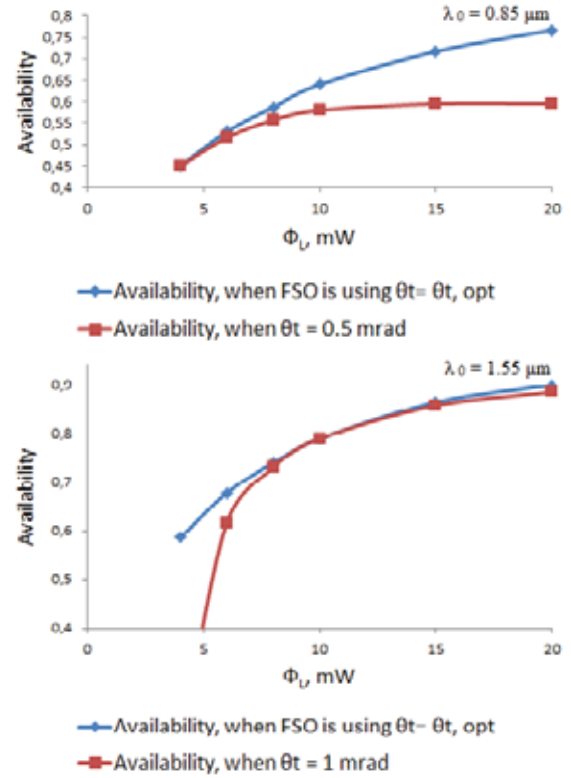 λ₀ = 0.85 μm
0,8
0,75
0,7
0,65
0,6
0,55
0,5
0,45
0,4
Availability
0 5 10 15 20
Φ_L, mW
Availability, when FSO is using θt= θt, opt
Availability, when θt = 0.5 mrad
λ₀ = 1.55 μm
0,9
0,8
0,7
0,6
0,5
0,4
Availability
0 5 10 15 20
Φ_L, mW
Availability, when FSO is using θt− θt, opt
Availability, when θt = 1 mrad